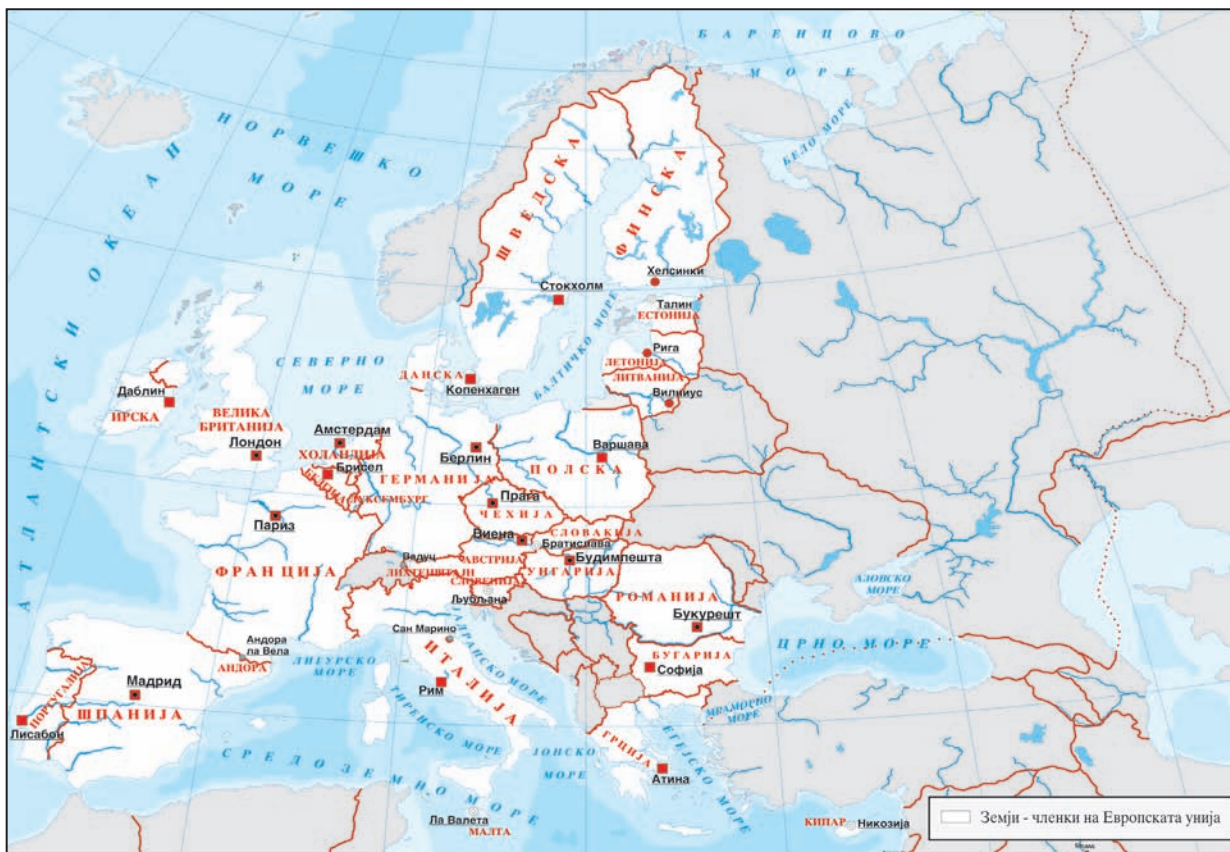 БАРЕНЦОВО
МОРЕ
НОРВЕШКО
МОРЕ
БЕЛО МОРЕ
АТЛАНТСКИ ОКЕАН
ШВЕДСКА
ФИНСКА
Хелсинки
Стокхолм
Талин
ЕСТОНИЈА
БАЛТИЧКО МОРЕ
Рига
ЛЕТОНИЈА
ЛИТВАНИЈА
Вилниус
СЕВЕРНО
МОРЕ
ДАНСКА
Копенхаген
Даблин
ИРСКА
ВЕЛИКА
БРИТАНИЈА
Лондон
Амстердам
ХОЛАНДИЈА
Брисел
ЛУКСЕМБУРГ
Берлин
ГЕРМАНИЈА
Варшава
ПОЛСКА
Прага
ЧЕХИЈА
Париз
ФРАНЦИЈА
Виена
СЛОВАКИЈА
Братислава
Будимпешта
АВСТРИЈА
УНГАРИЈА
Вадуц
ЛИХТЕНШТАЈН
Љубљана
РОМАНИЈА
Букурешт
АЗОВСКО
МОРЕ
ЦРНО МОРЕ
Сан Марино
ЈАДРАНСКО МОРЕ
БУГАРИЈА
Софија
Андора
ла Вела
АНДОРА
ЛИГУРСКО
МОРЕ
ИТАЛИЈА
Рим
ТИРЕНСКО МОРЕ
Мадрид
ШПАНИЈА
ПОРТУГАЛИЈА
Лисабон
МРАМОРНО
МОРЕ
ГРЦИЈА
Атина
ЕГЕЈСКО МОРЕ
ЈОНСКО
МОРЕ
СРЕДОЗЕМНО МОРЕ
Ла Валета
МАЛТА
КИПАР
Никозија
Земји - членки на Европската унија